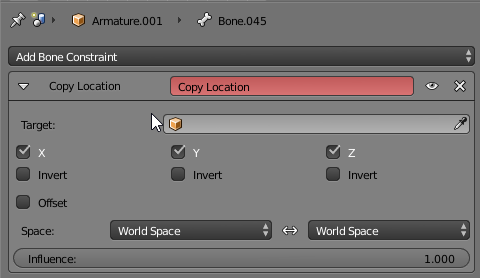 Armature.001 Bone.045
Add Bone Constraint
Copy Location Copy Location
Target:
X Y Z
Invert Invert Invert
Offset
Space: World Space World Space
Influence: 1.000